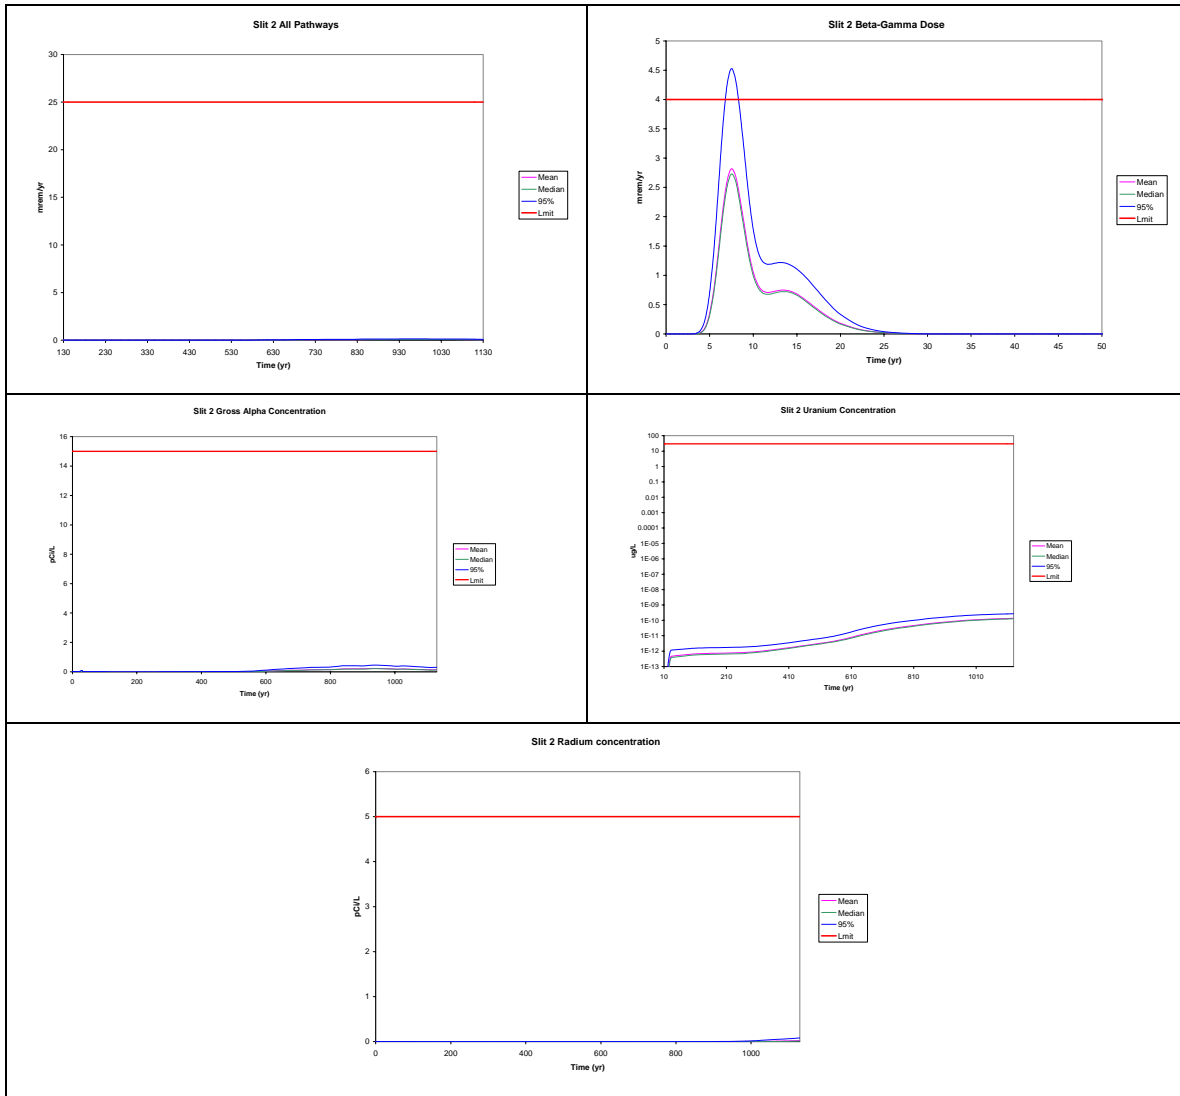 Slit 2 All Pathways
30
25
20
15
10
5
0
mrem/yr
130 230 330 430 530 630 730 830 930 1030 1130
Time (yr)
Mean
Median
95%
Lmit
Slit 2 Beta-Gamma Dose
5
4.5
4
3.5
3
2.5
2
1.5
1
0.5
0
mrem/yr
0 5 10 15 20 25 30 35 40 45 50
Time (yr)
Mean
Median
95%
Lmit
Slit 2 Gross Alpha Concentration
16
14
12
10
8
6
4
2
0
pCi/L
0 200 400 600 800 1000
Time (yr)
Mean
Median
95%
Lmit
Slit 2 Uranium Concentration
100
10
1
0.1
0.01
0.001
0.0001
1E-05
1E-06
1E-07
1E-08
1E-09
1E-10
1E-11
1E-12
1E-13
ug/L
10 210 410 610 810 1010
Time (yr)
Mean
Median
95%
Lmit
Slit 2 Radium concentration
6
5
4
3
2
1
0
pCi/L
0 200 400 600 800 1000
Time (yr)
Mean
Median
95%
Lmit